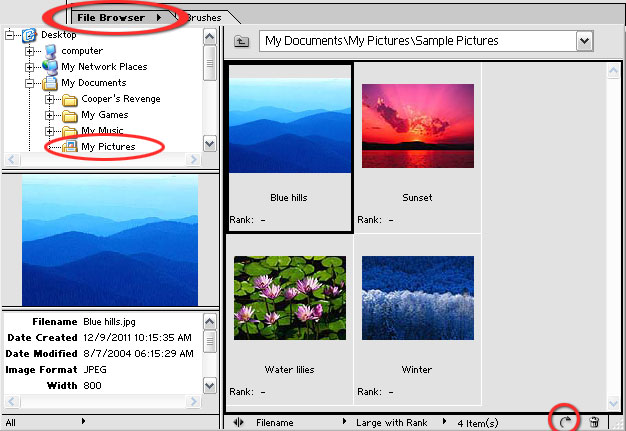 File Browser
Brushes
Desktop
computer
My Network Places
My Documents
Cooper's Revenge
My Games
My Music
My Pictures
My Documents\My Pictures\Sample Pictures
Blue hills
Rank: -
Sunset
Rank: -
Water lilies
Rank: -
Winter
Rank: -
Filename Blue hills.jpg
Date Created 12/9/2011 10:15:35 AM
Date Modified 8/7/2004 06:15:29 AM
Image Format JPEG
Width 800
All
Filename
Large with Rank
4 Item(s)